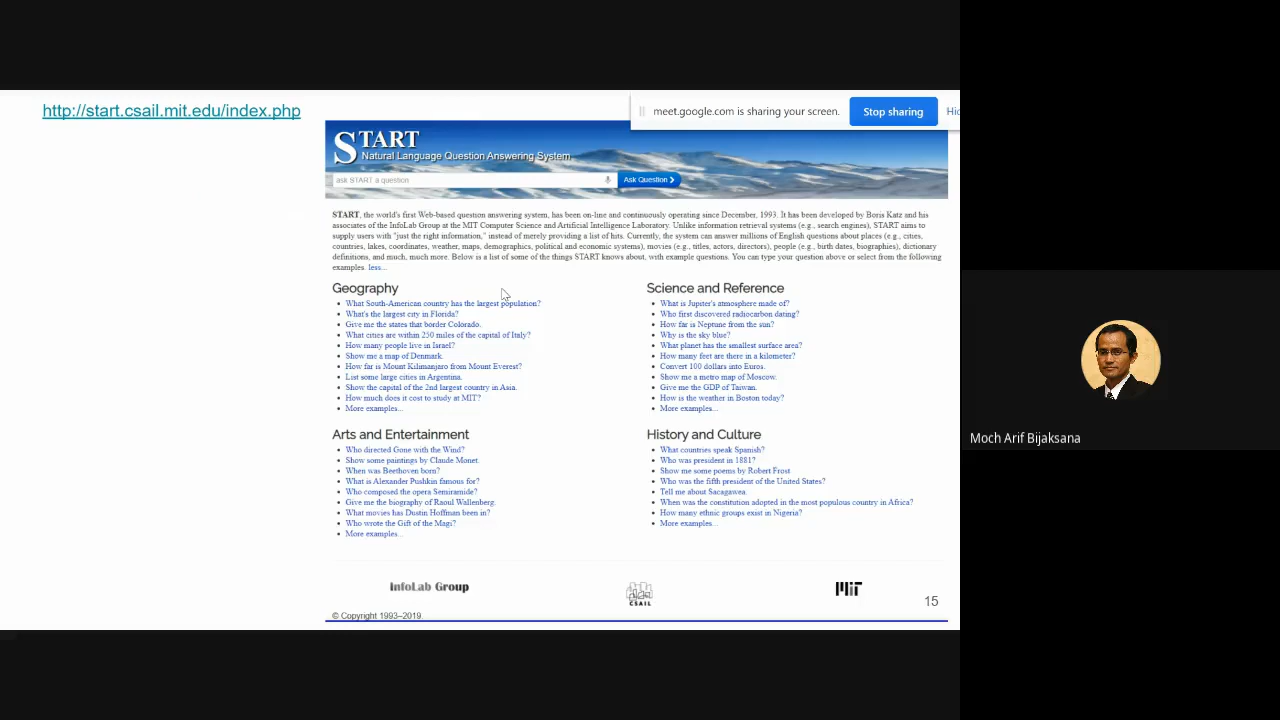 http://start.csail.mit.edu/index.php
meet.google.com is sharing your screen.
Stop sharing
START
Natural Language Question Answering System
ask START a question
Ask Question
START, the world's first Web-based question answering system, has been on-line and continuously operating since December, 1993. It has been developed by Boris Katz and his
associates of the InfoLab Group at the MIT Computer Science and Artificial Intelligence Laboratory. Unlike information retrieval systems (e.g., search engines), START aims to
supply users with "just the right information," instead of merely providing a list of hits. Currently, the system can answer millions of English questions about places (e.g., cities,
countries, lakes, coordinates, weather, maps, demographics, political and economic systems), movies (e.g., titles, actors, directors), people (e.g., birth dates, biographies), dictionary
definitions, and much, much more. Below is a list of some of the things START knows about, with example questions. You can type your question above or select from the following
examples. less...
Geography
What South-American country has the largest population?
What's the largest city in Florida?
Give me the states that border Colorado.
What cities are within 250 miles of the capital of Italy?
How many people live in Israel?
Show me a map of Denmark.
How far is Mount Kilimanjaro from Mount Everest?
List some large cities in Argentina.
Show the capital of the 2nd largest country in Asia.
How much does it cost to study at MIT?
More examples...
Science and Reference
What is Jupiter's atmosphere made of?
Who first discovered radiocarbon dating?
How far is Neptune from the sun?
Why is the sky blue?
What planet has the smallest surface area?
How many feet are there in a kilometer?
Convert 100 dollars into Euros.
Show me a metro map of Moscow.
Give me the GDP of Taiwan.
How is the weather in Boston today?
More examples...
Arts and Entertainment
Who directed Gone with the Wind?
Show some paintings by Claude Monet.
When was Beethoven born?
What is Alexander Pushkin famous for?
Who composed the opera Semiramide?
Give me the biography of Raoul Wallenberg.
What movies has Dustin Hoffman been in?
Who wrote the Gift of the Magi?
More examples...
History and Culture
What countries speak Spanish?
Who was president in 1881?
Show me some poems by Robert Frost
Who was the fifth president of the United States?
Tell me about Sacagawea.
When was the constitution adopted in the most populous country in Africa?
How many ethnic groups exist in Nigeria?
More examples...
InfoLab Group
CSAIL
MIT
15
© Copyright 1993–2019.
Moch Arif Bijaksana